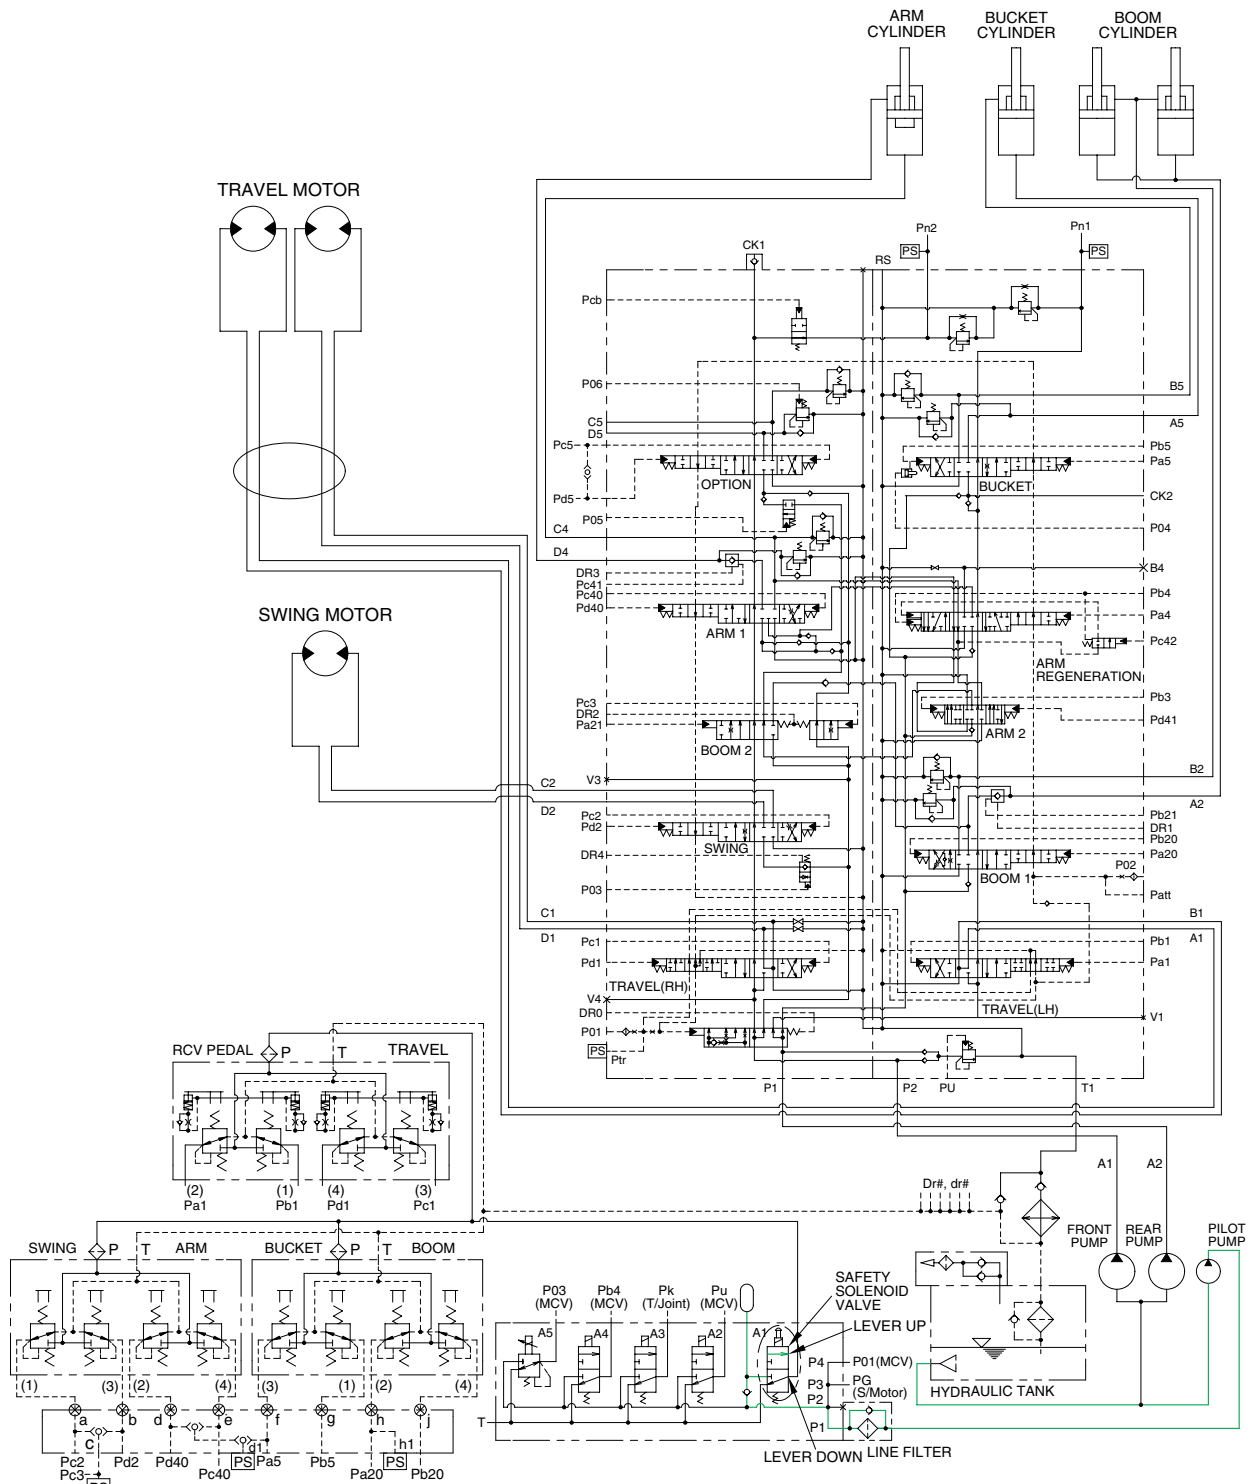 ARM CYLINDER
BUCKET CYLINDER
BOOM CYLINDER
TRAVEL MOTOR
Pn2
Pn1
CK1
PS
RS
PS
Pcb
P06
B5
C5
D5
A5
Pc5
Pb5
Pa5
OPTION
BUCKET
CK2
Pd5
P05
P04
C4
D4
B4
DR3
Pc41
Pc40
Pd40
Pb4
Pa4
SWING MOTOR
ARM 1
Pc42
ARM REGENERATION
Pc3
DR2
Pa21
Pb3
Pd41
BOOM 2
ARM 2
C2
V3
B2
D2
A2
Pc2
Pd2
Pb21
DR1
Pb20
Pa20
SWING
DR4
BOOM 1
P02
P03
Patt
C1
B1
D1
A1
Pc1
Pb1
Pd1
Pa1
TRAVEL(RH)
TRAVEL(LH)
V4
V1
DR0
P01
PS
Ptr
RCV PEDAL
P
T
TRAVEL
P1
P2
PU
T1
(2)
(1)
(4)
(3)
Pa1
Pb1
Pd1
Pc1
Dr#, dr#
A1
A2
FRONT PUMP
REAR PUMP
PILOT PUMP
SWING
P
T
ARM
BUCKET
P
T
BOOM
P03 (MCV)
Pb4 (MCV)
Pk (T/Joint)
Pu (MCV)
SAFETY SOLENOID VALVE
LEVER UP
A5
A4
A3
A2
A1
P4
P01(MCV)
P3
PG (S/Motor)
P2
P1
HYDRAULIC TANK
(1)
(3)
(2)
(4)
(3)
(1)
(2)
(4)
a
b
d
e
f
g
h
j
T
c
d1
h1
LEVER DOWN
LINE FILTER
Pc2
Pd2
Pd40
PS
Pa5
Pb5
PS
Pc3
Pc40
Pa20
Pb20
PS